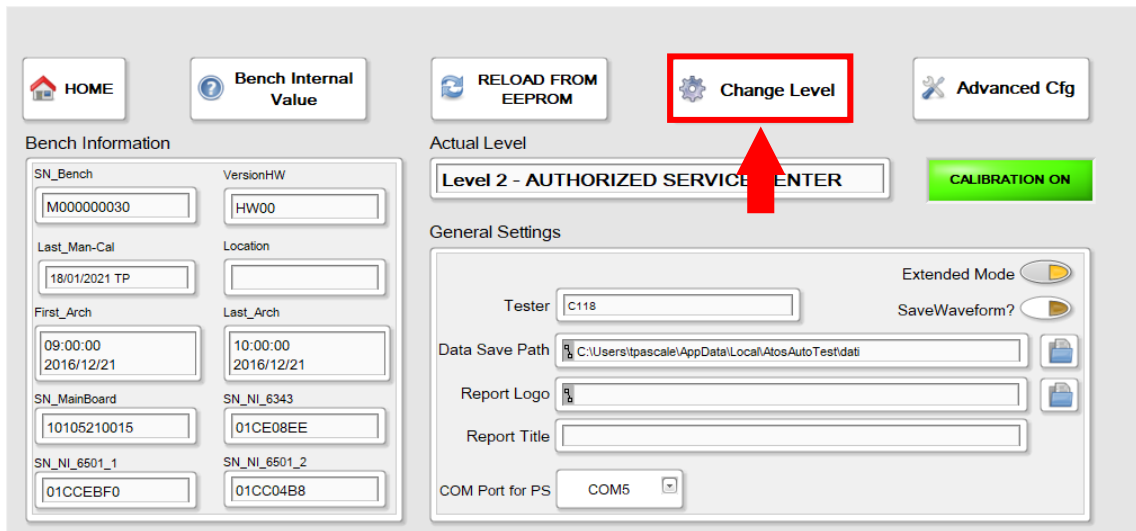 HOME
Bench Internal
Value
RELOAD FROM
EEPROM
Change Level
Advanced Cfg
Bench Information
SN_Bench
VersionHW
M000000030
HW00
Last_Man-Cal
Location
18/01/2021 TP
First_Arch
Last_Arch
09:00:00
2016/12/21
10:00:00
2016/12/21
SN_MainBoard
SN_NI_6343
10105210015
01CE08EE
SN_NI_6501_1
SN_NI_6501_2
01CCEBF0
01CC04B8
Actual Level
Level 2 - AUTHORIZED SERVICE ENTER
CALIBRATION ON
General Settings
Extended Mode
Tester
C118
SaveWaveform?
Data Save Path
C:\Users\tpascale\AppData\Local\AtosAutoTest\dati
Report Logo
Report Title
COM Port for PS
COM5